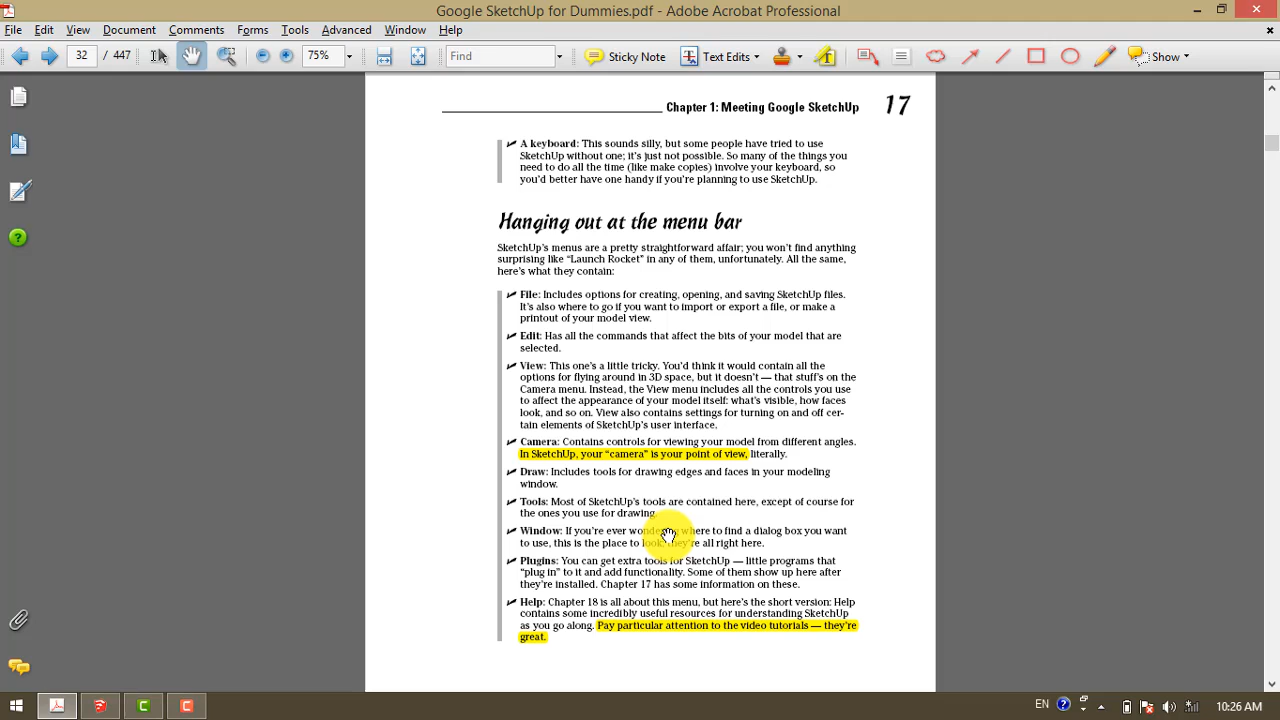 Google SketchUp for Dummies.pdf - Adobe Acrobat Professional
File Edit View Document Comments Forms Tools Advanced Window Help
32 / 447 75% Find Sticky Note Text Edits Show
Chapter 1: Meeting Google SketchUp 17
A keyboard: This sounds silly, but some people have tried to use
SketchUp without one; it's just not possible. So many of the things you
need to do all the time (like make copies) involve your keyboard, so
you'd better have one handy if you're planning to use SketchUp.
Hanging out at the menu bar
SketchUp's menus are a pretty straightforward affair; you won't find anything
surprising like "Launch Rocket" in any of them, unfortunately. All the same,
here's what they contain:
File: Includes options for creating, opening, and saving SketchUp files.
It's also where to go if you want to import or export a file, or make a
printout of your model view.
Edit: Has all the commands that affect the bits of your model that are
selected.
View: This one's a little tricky. You'd think it would contain all the
options for flying around in 3D space, but it doesn't — that stuff's on the
Camera menu. Instead, the View menu includes all the controls you use
to affect the appearance of your model itself: what's visible, how faces
look, and so on. View also contains settings for turning on and off cer-
tain elements of SketchUp's user interface.
Camera: Contains controls for viewing your model from different angles.
In SketchUp, your "camera" is your point of view, literally.
Draw: Includes tools for drawing edges and faces in your modeling
window.
Tools: Most of SketchUp's tools are contained here, except of course for
the ones you use for drawing.
Window: If you're ever wondering where to find a dialog box you want
to use, this is the place to look; they're all right here.
Plugins: You can get extra tools for SketchUp — little programs that
"plug in" to it and add functionality. Some of them show up here after
they're installed. Chapter 17 has some information on these.
Help: Chapter 18 is all about this menu, but here's the short version: Help
contains some incredibly useful resources for understanding SketchUp
as you go along. Pay particular attention to the video tutorials — they're
great.
EN 10:26 AM